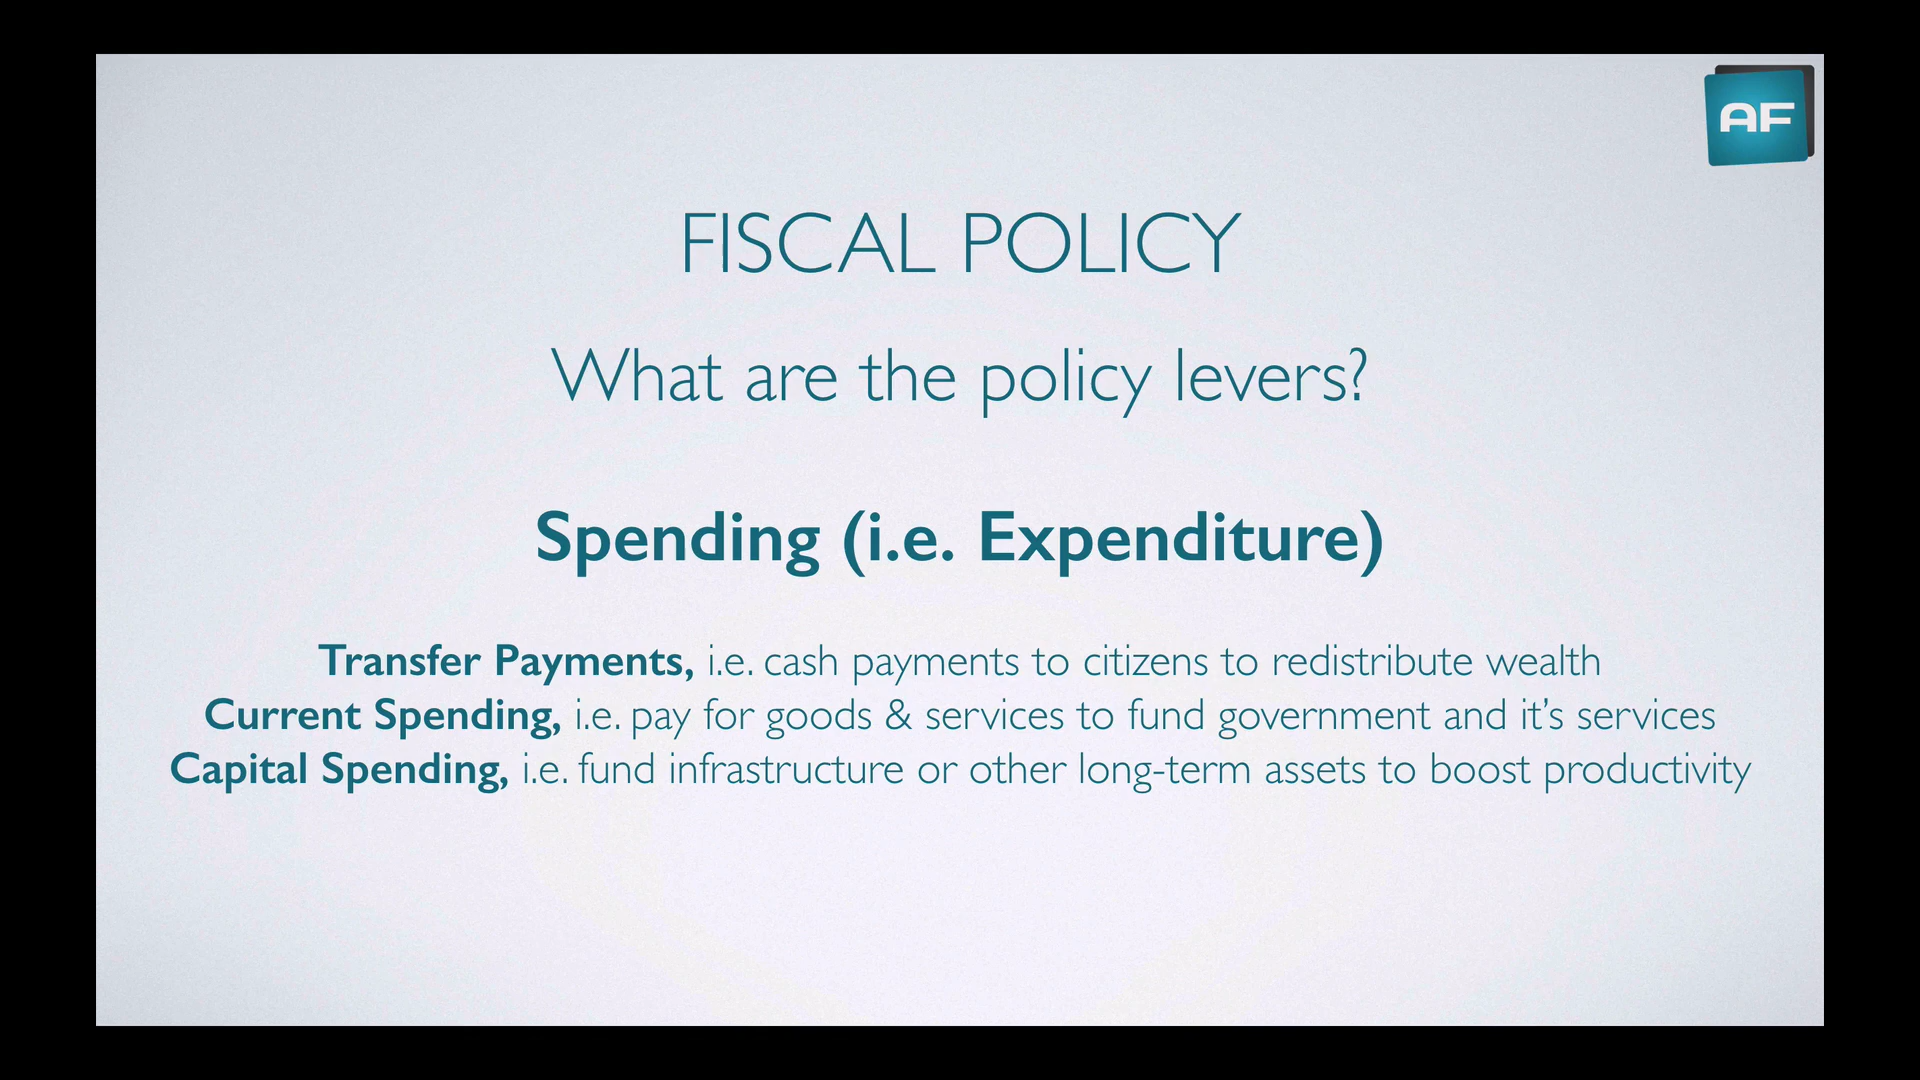 AF
FISCAL POLICY
What are the policy levers?
Spending (i.e. Expenditure)
Transfer Payments, i.e. cash payments to citizens to redistribute wealth
Current Spending, i.e. pay for goods & services to fund government and it’s services
Capital Spending, i.e. fund infrastructure or other long-term assets to boost productivity